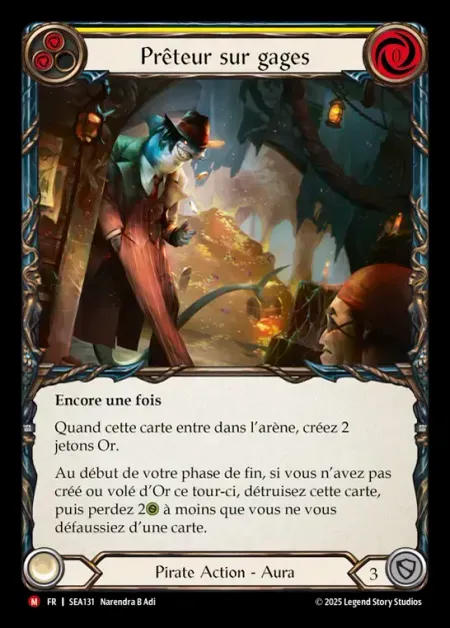 Prêteur sur gages
0
Encore une fois
Quand cette carte entre dans l'arène, créez 2
jetons Or.
Au début de votre phase de fin, si vous n'avez pas
créé ou volé d'Or ce tour-ci, détruisez cette carte,
puis perdez 2 à moins que vous ne vous
défaussiez d'une carte.
Pirate Action - Aura
3
M FR | SEA131 Narendra B Adi
© 2025 Legend Story Studios